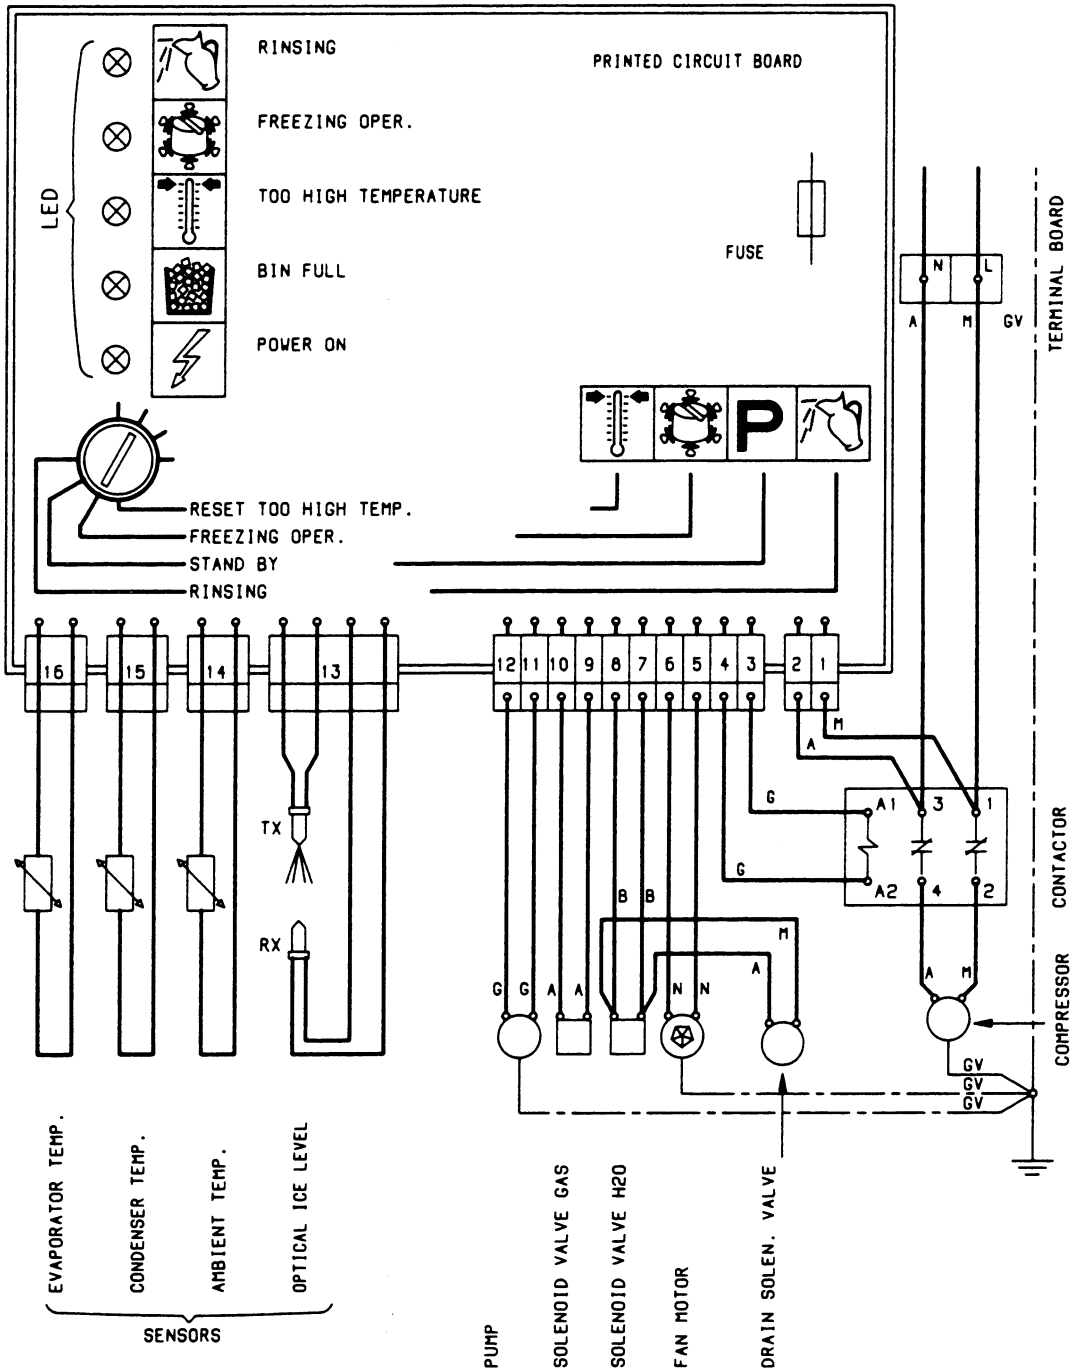 RINSING
PRINTED CIRCUIT BOARD
FREEZING OPER.
LED
TOO HIGH TEMPERATURE
FUSE
BIN FULL
POWER ON
N L
A M GV
TERMINAL BOARD
P
RESET TOO HIGH TEMP.
FREEZING OPER.
STAND BY
RINSING
16 15 14 13
12 11 10 9 8 7 6 5 4 3 2 1
M
A
G
A1 3 1
G
A2 4 2
CONTACTOR
TX
RX
B B
M
A
G G A A N N
A M
COMPRESSOR
GV
GV
GV
EVAPORATOR TEMP.
CONDENSER TEMP.
AMBIENT TEMP.
OPTICAL ICE LEVEL
SENSORS
PUMP
SOLENOID VALVE GAS
SOLENOID VALVE H2O
FAN MOTOR
DRAIN SOLEN. VALVE